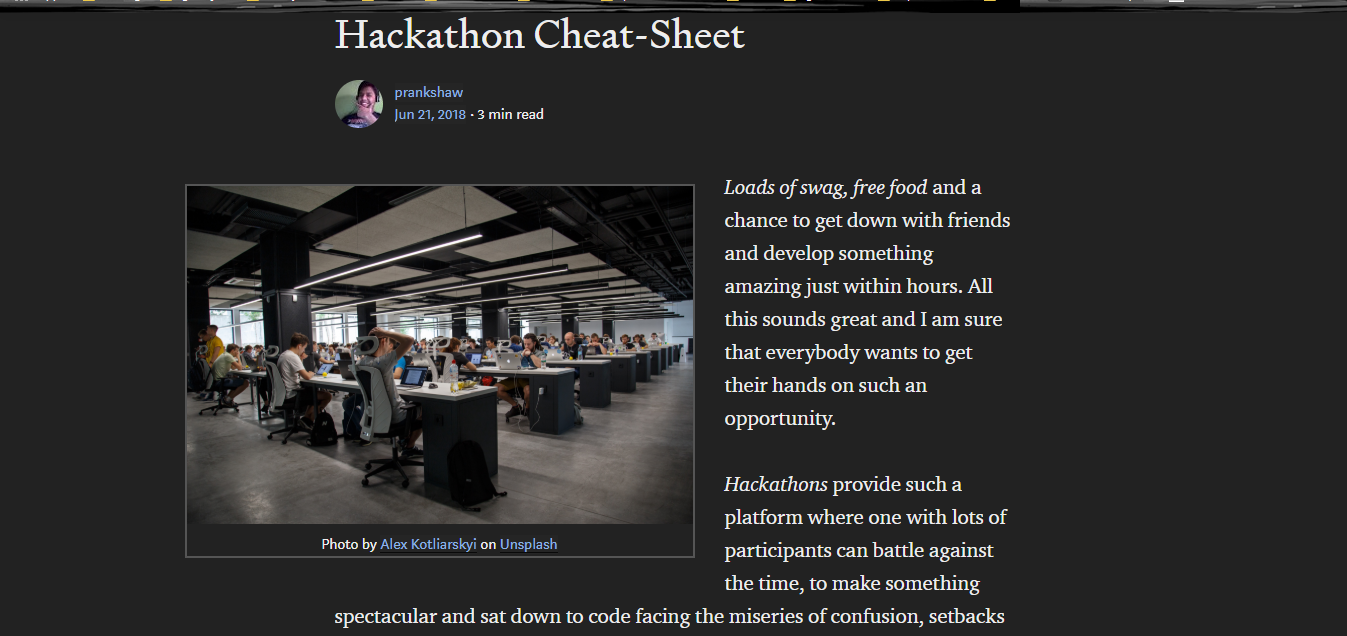 Hackathon Cheat-Sheet
prankshaw
Jun 21, 2018 · 3 min read
Loads of swag, free food and a
chance to get down with friends
and develop something
amazing just within hours. All
this sounds great and I am sure
that everybody wants to get
their hands on such an
opportunity.
Photo by Alex Kotliarskyi on Unsplash
Hackathons provide such a
platform where one with lots of
participants can battle against
the time, to make something
spectacular and sat down to code facing the miseries of confusion, setbacks